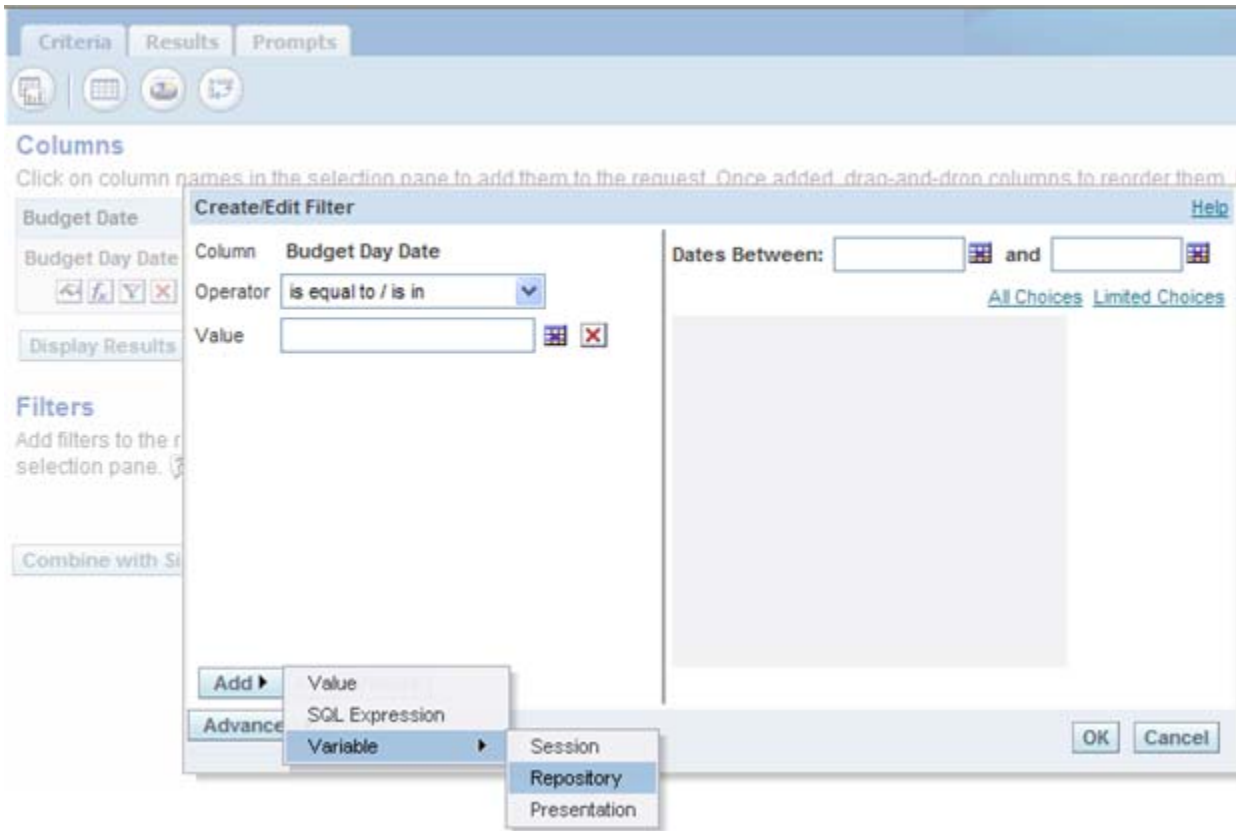 Criteria Results Prompts
Columns
Click on column names in the selection pane to add them to the request. Once added, drag-and-drop columns to reorder them.
Budget Date
Budget Day Date
Display Results
Filters
Add filters to the r
selection pane.
Combine with Si
Create/Edit Filter Help
Column Budget Day Date
Operator is equal to / is in
Value
Dates Between: and
All Choices Limited Choices
Add
Advance
Value
SQL Expression
Variable
Session
Repository
Presentation
OK Cancel